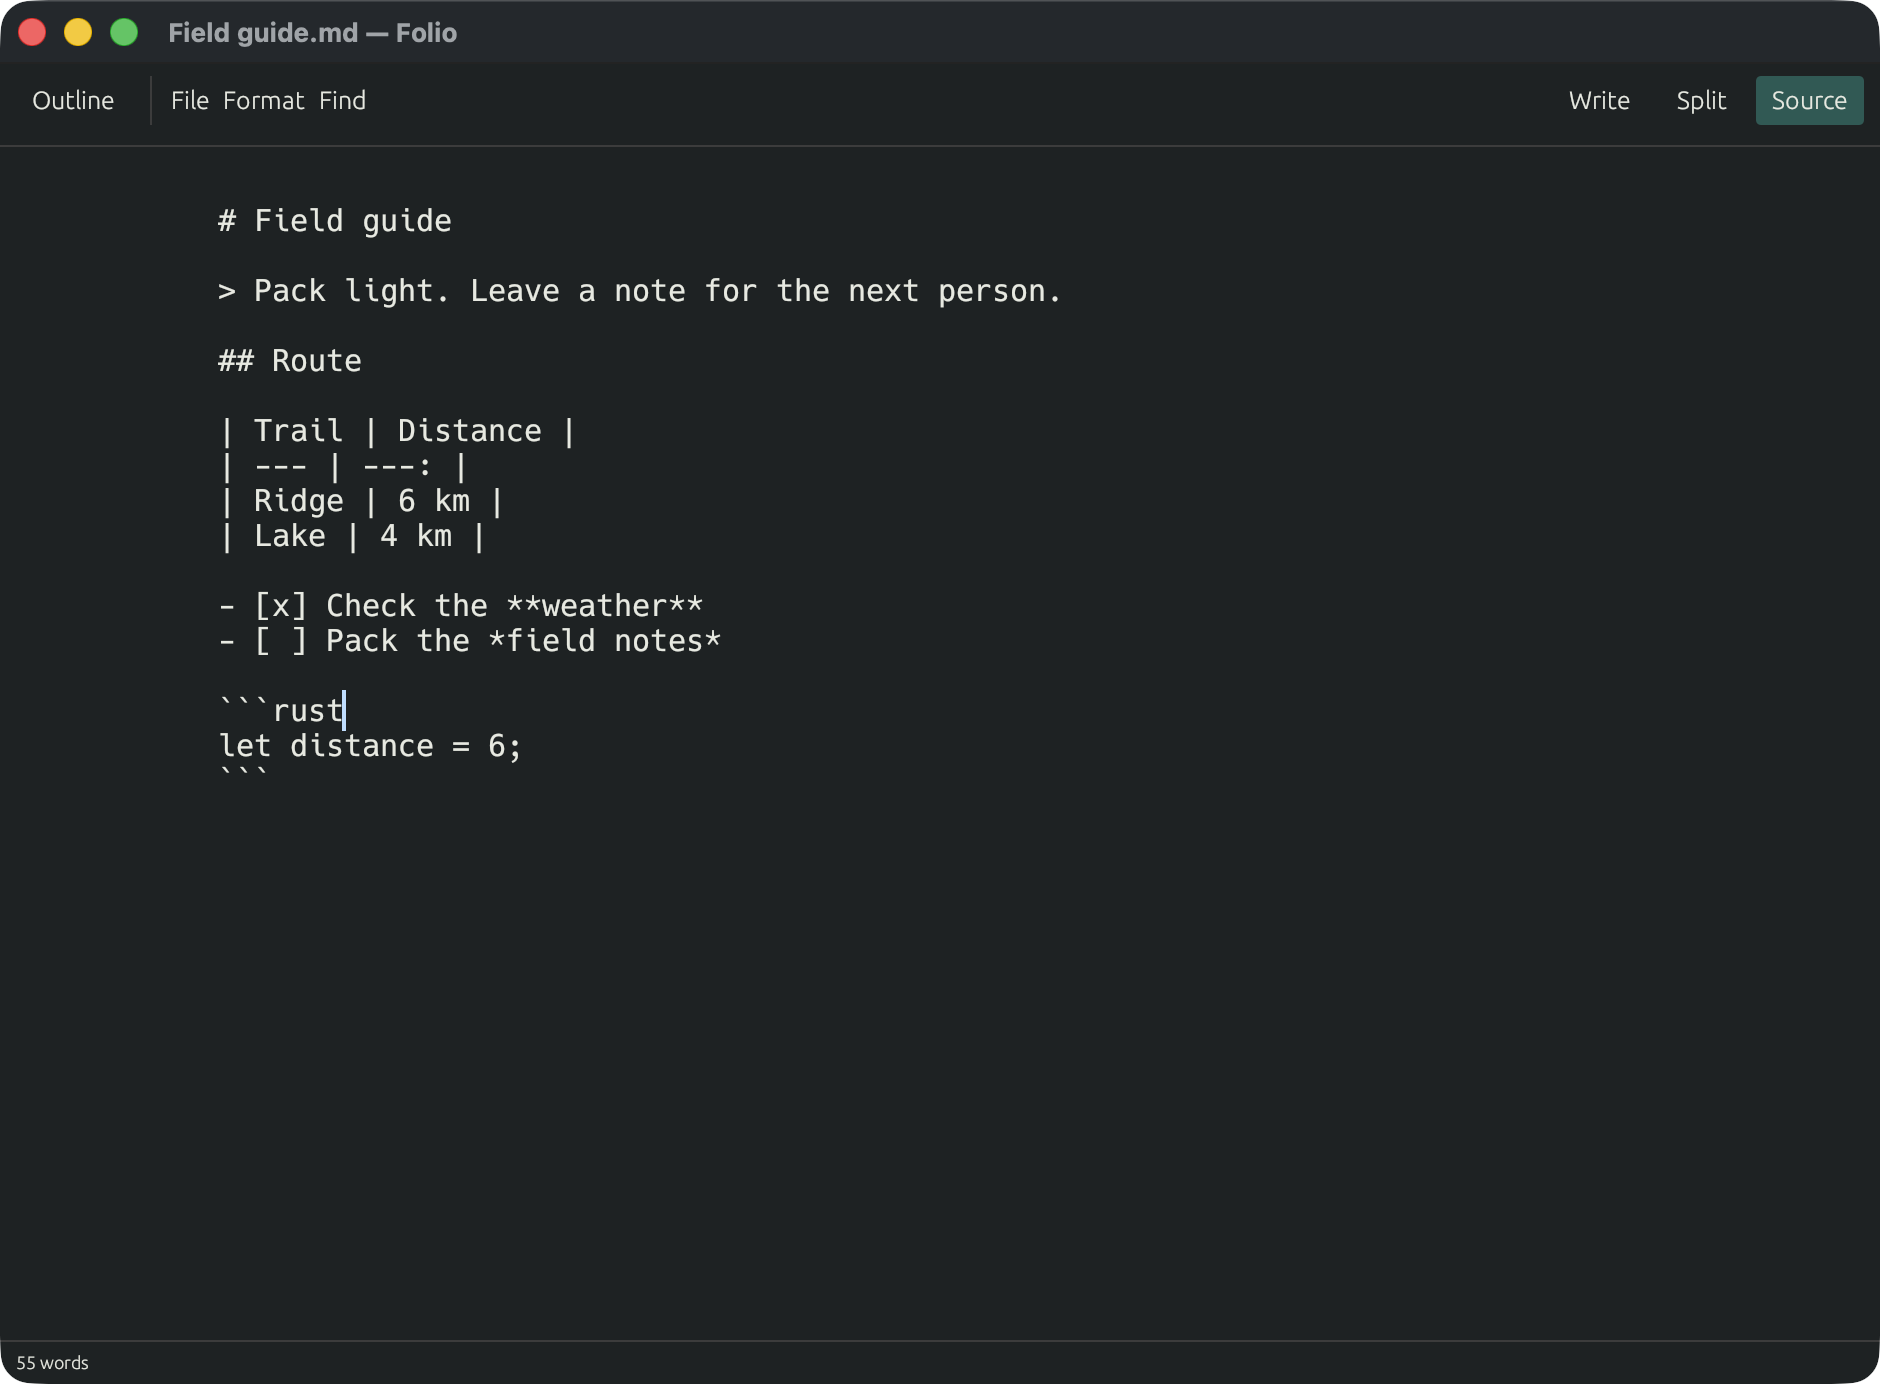 Field guide.md — Folio
Outline File Format Find Write Split Source
# Field guide
> Pack light. Leave a note for the next person.
## Route
| Trail | Distance |
| --- | ---: |
| Ridge | 6 km |
| Lake | 4 km |
- [x] Check the **weather**
- [ ] Pack the *field notes*
```rust
let distance = 6;
```
55 words